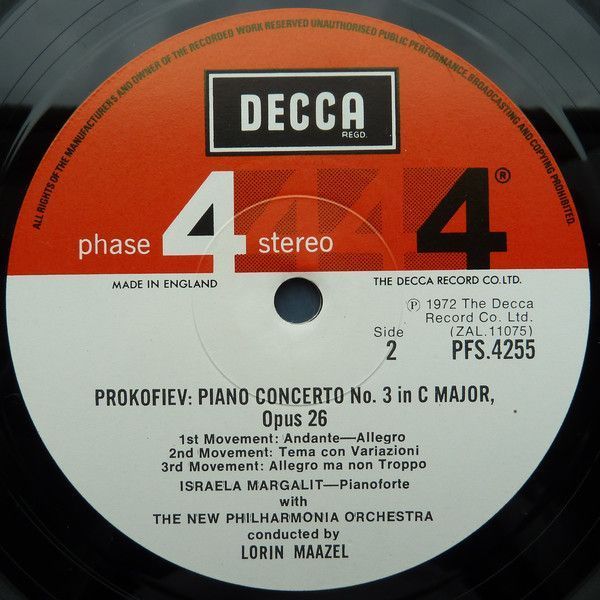 ALL RIGHTS OF THE MANUFACTURERS AND OWNER OF THE RECORDED WORK RESERVED UNAUTHORISED PUBLIC PERFORMANCE, BROADCASTING AND COPYING PROHIBITED.
DECCA
REGD.
phase 4 stereo 4 4 4 ®
MADE IN ENGLAND
THE DECCA RECORD CO. LTD.
℗ 1972 The Decca
Record Co. Ltd.
Side (ZAL.11075)
2 PFS.4255
PROKOFIEV: PIANO CONCERTO No. 3 in C MAJOR,
Opus 26
1st Movement: Andante—Allegro
2nd Movement: Tema con Variazioni
3rd Movement: Allegro ma non Troppo
ISRAELA MARGALIT—Pianoforte
with
THE NEW PHILHARMONIA ORCHESTRA
conducted by
LORIN MAAZEL